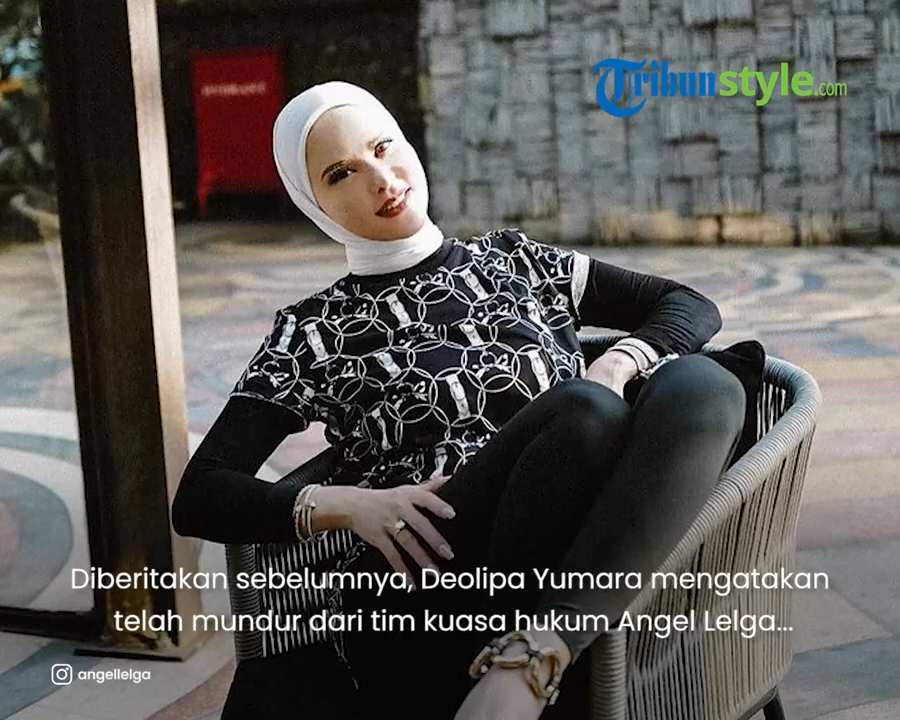 Tribunstyle.com
Diberitakan sebelumnya, Deolipa Yumara mengatakan
telah mundur dari tim kuasa hukum Angel Lelga...
angellelga